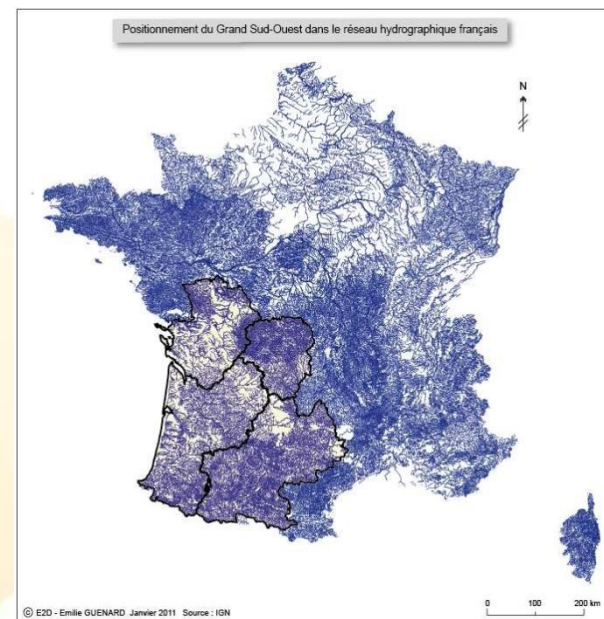 Positionnement du Grand Sud-Ouest dans le réseau hydrographique français
N
© E2D - Emilie GUENARD Janvier 2011 Source : IGN
0 100 200 km